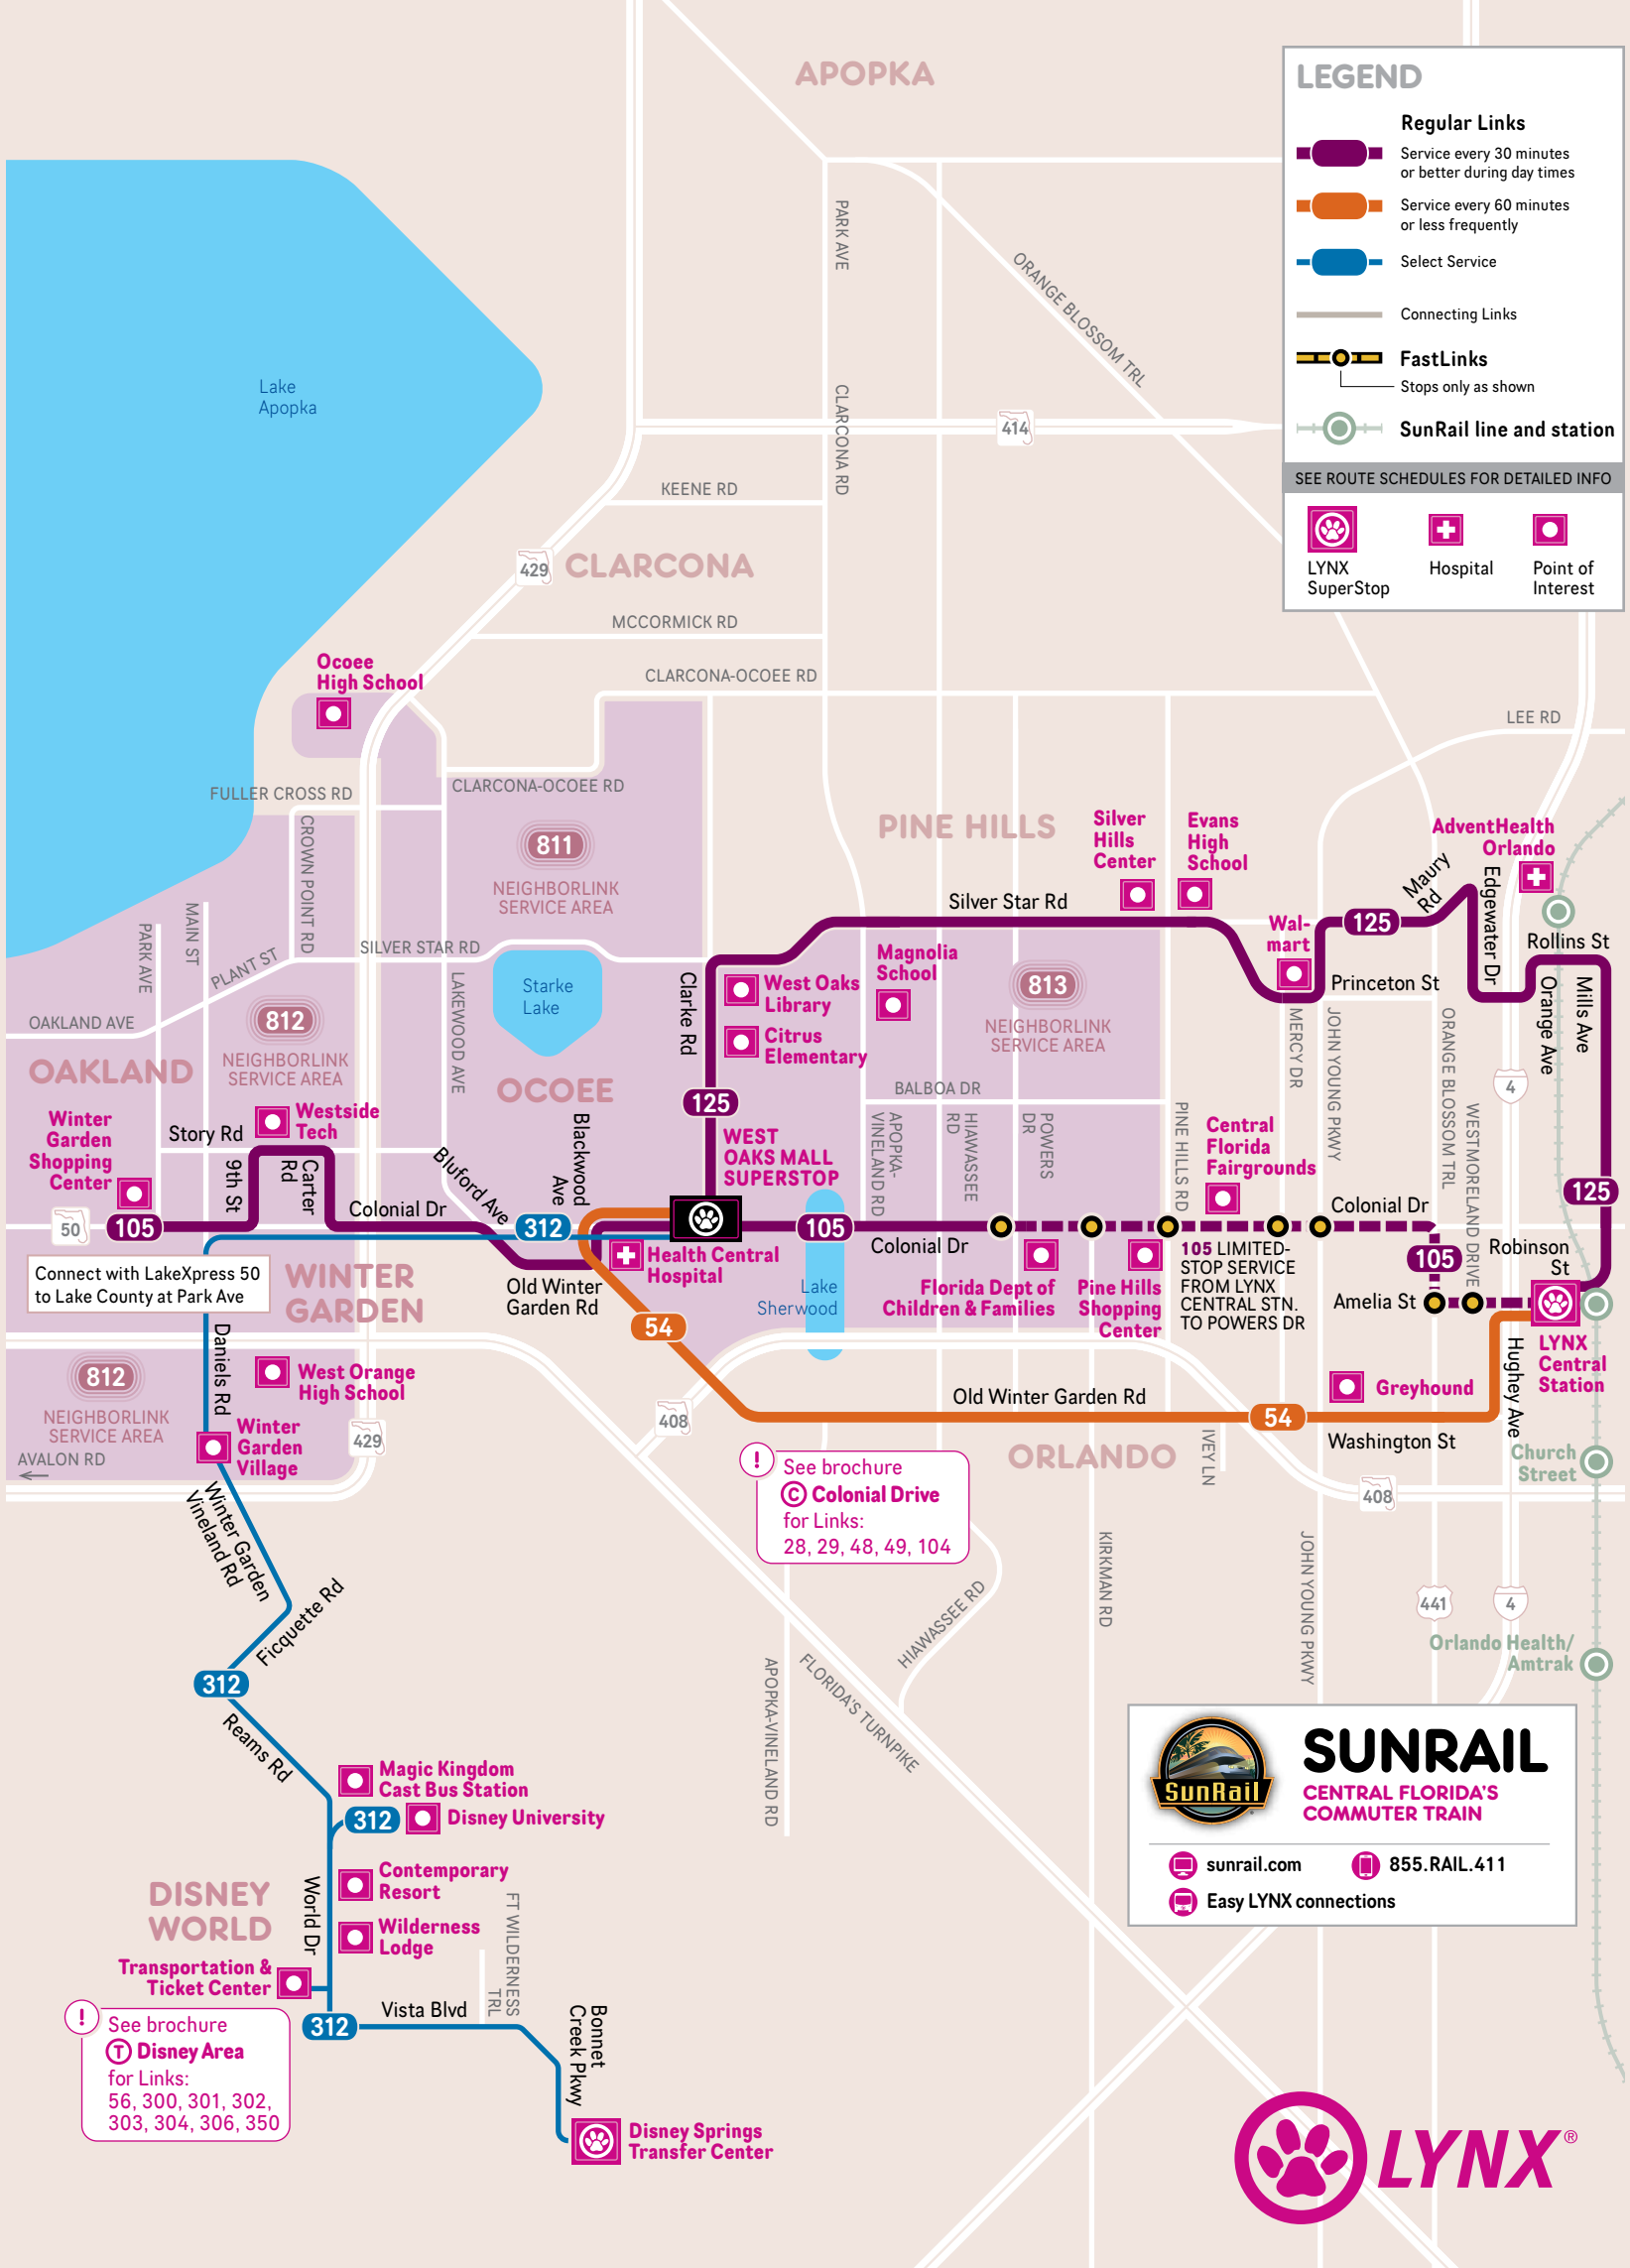 APOPKA
LEGEND
Regular Links
Service every 30 minutes
or better during day times
Service every 60 minutes
or less frequently
Select Service
Connecting Links
FastLinks
Stops only as shown
SunRail line and station
SEE ROUTE SCHEDULES FOR DETAILED INFO
LYNX
SuperStop
Hospital
Point of
Interest
PARK AVE
ORANGE BLOSSOM TRL
Lake
Apopka
CLARCONA RD
414
KEENE RD
429
CLARCONA
MCCORMICK RD
Ocoee
High School
CLARCONA-OCOEE RD
LEE RD
FULLER CROSS RD
CLARCONA-OCOEE RD
CROWN POINT RD
811
NEIGHBORLINK
SERVICE AREA
PINE HILLS
Silver
Hills
Center
Evans
High
School
AdventHealth
Orlando
Maury
Rd
Edgewater Dr
Silver Star Rd
125
Wal-
mart
Rollins St
PARK AVE
MAIN ST
PLANT ST
SILVER STAR RD
LAKEWOOD AVE
Starke
Lake
Clarke Rd
West Oaks
Library
Magnolia
School
813
NEIGHBORLINK
SERVICE AREA
Princeton St
Orange Ave
Mills Ave
OAKLAND AVE
812
NEIGHBORLINK
SERVICE AREA
Citrus
Elementary
MERCY DR
JOHN YOUNG PKWY
ORANGE BLOSSOM TRL
OAKLAND
OCOEE
BALBOA DR
4
125
Winter
Garden
Shopping
Center
Westside
Tech
Story Rd
9th St
Carter
Rd
Bluford Ave
Blackwood
Ave
WEST
OAKS MALL
SUPERSTOP
APOPKA-
VINELAND RD
HIAWASSEE
RD
POWERS
DR
PINE HILLS RD
Central
Florida
Fairgrounds
WESTMORELAND DRIVE
125
50
105
Colonial Dr
312
105
Colonial Dr
Colonial Dr
105
Robinson
St
Connect with LakeXpress 50
to Lake County at Park Ave
WINTER
GARDEN
Old Winter
Garden Rd
Health Central
Hospital
Lake
Sherwood
Florida Dept of
Children & Families
Pine Hills
Shopping
Center
105 LIMITED-
STOP SERVICE
FROM LYNX
CENTRAL STN.
TO POWERS DR
Amelia St
LYNX
Central
Station
54
Daniels Rd
812
NEIGHBORLINK
SERVICE AREA
West Orange
High School
Hughey Ave
Greyhound
Old Winter Garden Rd
54
Washington St
408
429
Winter
Garden
Village
AVALON RD
IVEY LN
ORLANDO
Church
Street
408
!
See brochure
C Colonial Drive
for Links:
28, 29, 48, 49, 104
Winter Garden
Vineland Rd
Ficquette Rd
312
Reams Rd
HIAWASSEE RD
KIRKMAN RD
JOHN YOUNG PKWY
441
4
Orlando Health/
Amtrak
APOPKA-VINELAND RD
FLORIDA'S TURNPIKE
Magic Kingdom
Cast Bus Station
312
Disney University
SunRail
SUNRAIL
CENTRAL FLORIDA'S
COMMUTER TRAIN
sunrail.com
855.RAIL.411
Easy LYNX connections
DISNEY
WORLD
World Dr
Contemporary
Resort
Wilderness
Lodge
FT WILDERNESS
TRL
Transportation &
Ticket Center
312
Vista Blvd
Bonnet
Creek Pkwy
!
See brochure
T Disney Area
for Links:
56, 300, 301, 302,
303, 304, 306, 350
Disney Springs
Transfer Center
LYNX®